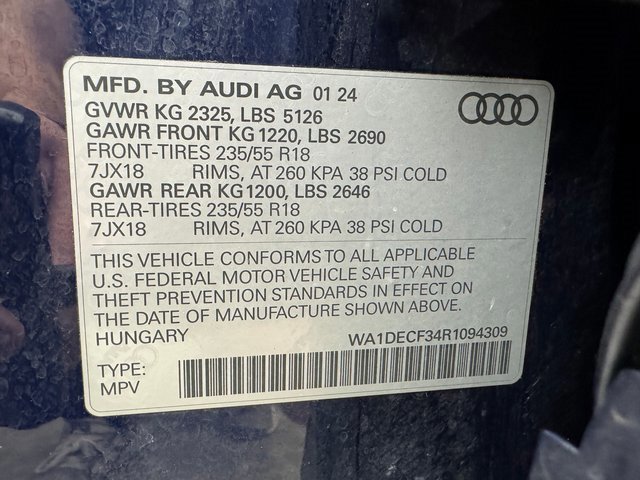 MFD. BY AUDI AG 01 24
GVWR KG 2325, LBS 5126
GAWR FRONT KG 1220, LBS 2690
FRONT-TIRES 235/55 R18
7JX18 RIMS, AT 260 KPA 38 PSI COLD
GAWR REAR KG 1200, LBS 2646
REAR-TIRES 235/55 R18
7JX18 RIMS, AT 260 KPA 38 PSI COLD
THIS VEHICLE CONFORMS TO ALL APPLICABLE
U.S. FEDERAL MOTOR VEHICLE SAFETY AND
THEFT PREVENTION STANDARDS IN EFFECT ON
THE DATE OF MANUFACTURE SHOWN ABOVE.
HUNGARY WA1DECF34R1094309
TYPE:
MPV